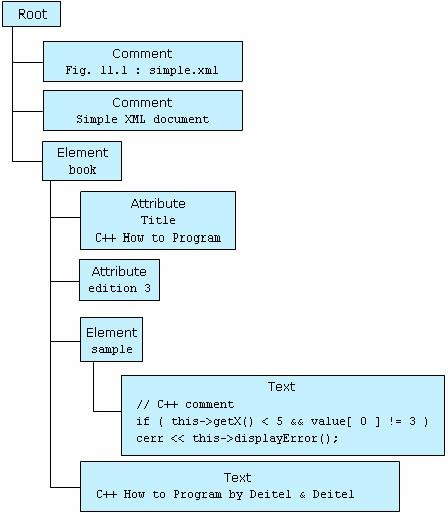 Root
Comment
Fig. 11.1 : simple.xml
Comment
Simple XML document
Element
book
Attribute
Title
C++ How to Program
Attribute
edition 3
Element
sample
Text
// C++ comment
if ( this->getX() < 5 && value[ 0 ] != 3 )
cerr << this->displayError();
Text
C++ How to Program by Deitel & Deitel